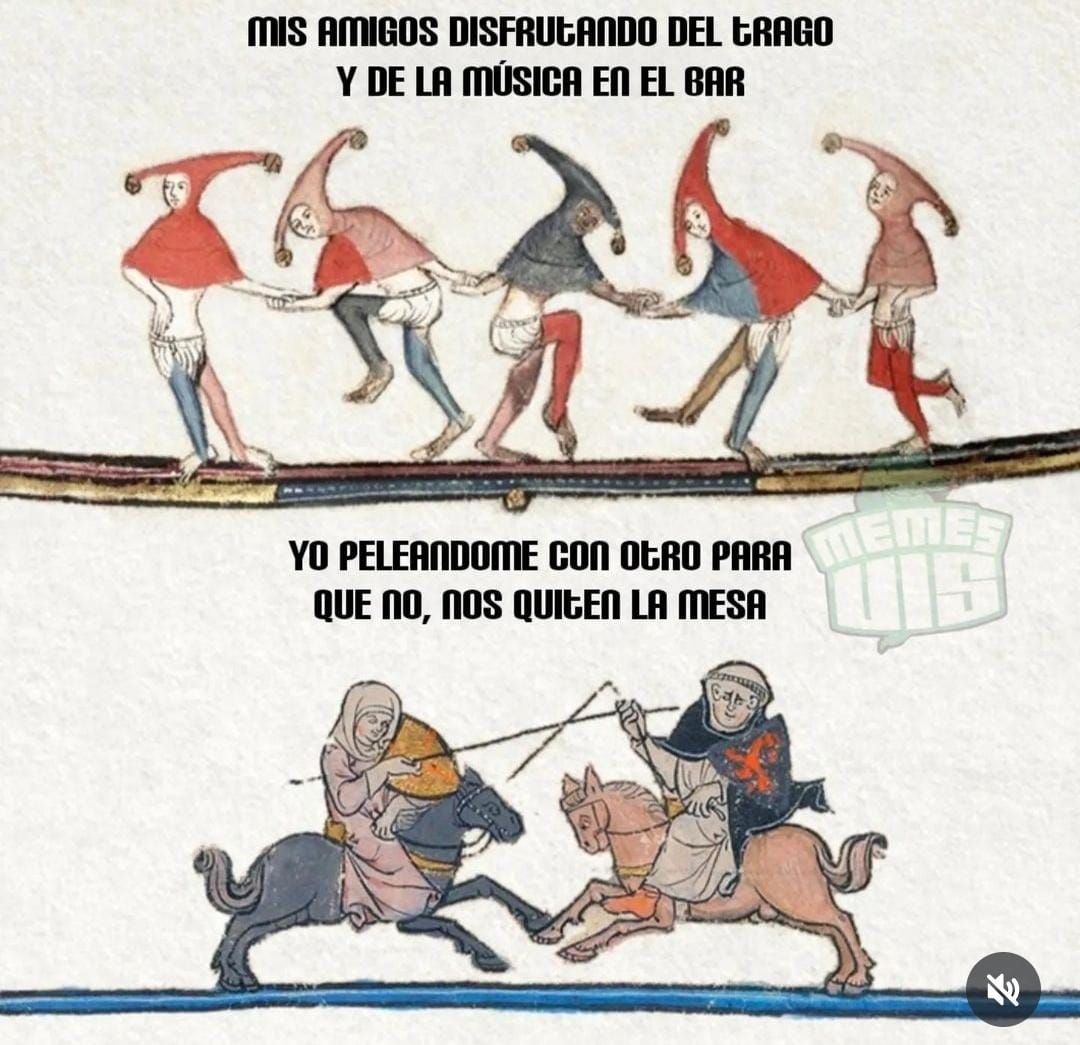 MIS AMIGOS DISFRUTANDO DEL TRAGO
Y DE LA MÚSICA EN EL BAR
MEMES
UIS
YO PELEANDOME CON OTRO PARA
QUE NO, NOS QUITEN LA MESA